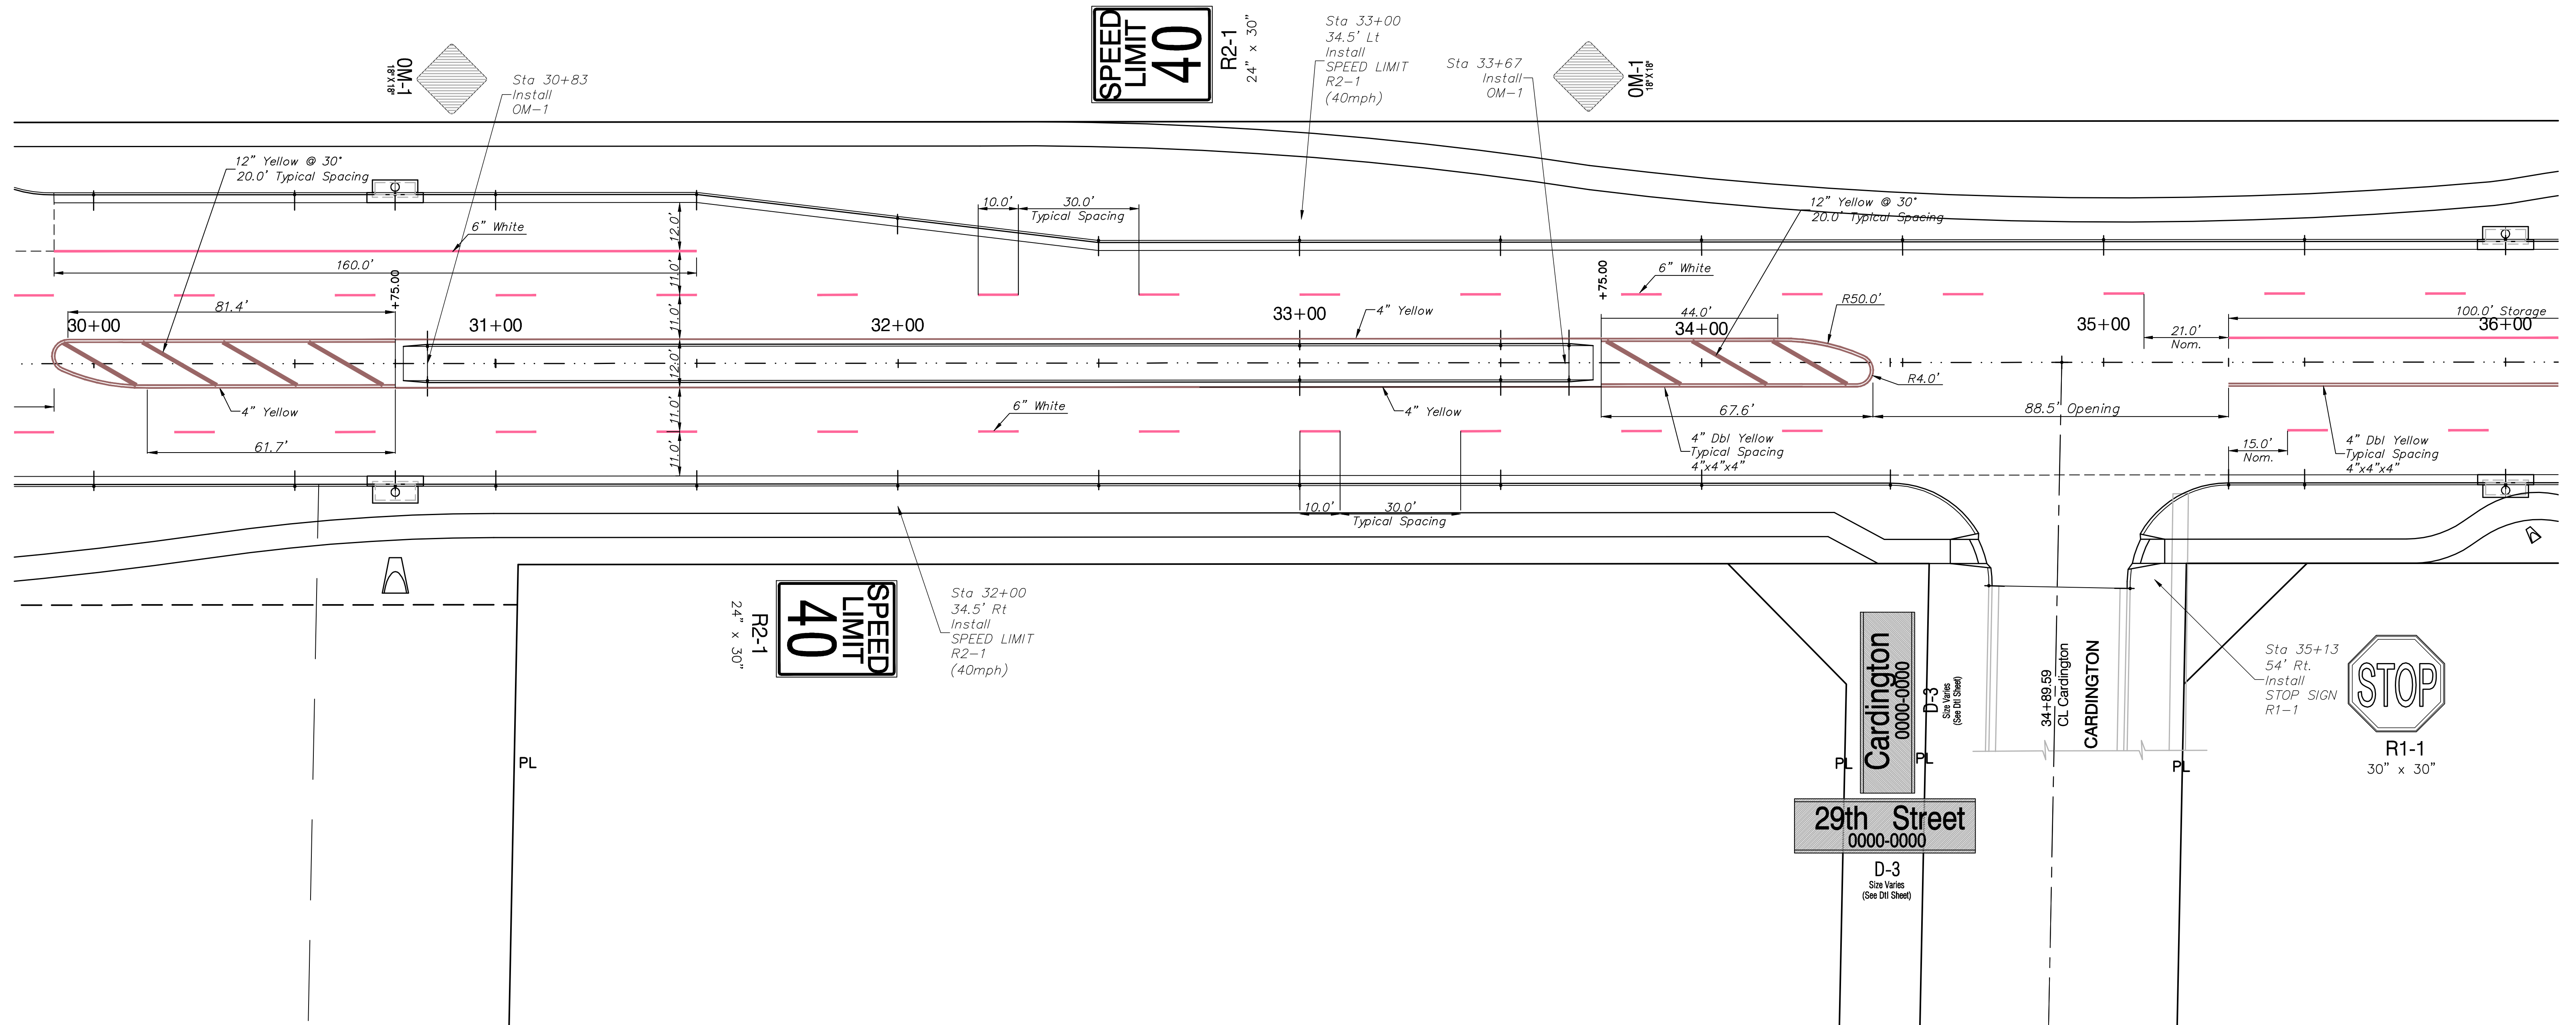 OM-1
18"X18"
Sta 30+83
Install
OM-1
SPEED
LIMIT
40
R2-1
24" x 30"
Sta 33+00
34.5' Lt
Install
SPEED LIMIT
R2-1
(40mph)
Sta 33+67
Install
OM-1
OM-1
18"X18"
12" Yellow @ 30°
20.0' Typical Spacing
6" White
160.0'
12.0'
11.0'
11.0'
12.0'
11.0'
11.0'
10.0'
30.0'
Typical Spacing
12" Yellow @ 30°
20.0' Typical Spacing
6" White
81.4'
+75.00
+75.00
44.0'
R50.0'
4" Yellow
21.0'
Nom.
100.0' Storage
30+00
31+00
32+00
33+00
34+00
35+00
36+00
R4.0'
4" Yellow
61.7'
6" White
4" Yellow
67.6'
88.5' Opening
4" Dbl Yellow
Typical Spacing
4"x4"x4"
15.0'
Nom.
4" Dbl Yellow
Typical Spacing
4"x4"x4"
10.0'
30.0'
Typical Spacing
R2-1
24" x 30"
SPEED
LIMIT
40
Sta 32+00
34.5' Rt
Install
SPEED LIMIT
R2-1
(40mph)
Cardington
0000-0000
D-3
Size Varies
(See Dtl Sheet)
34+89.59
CL Cardington
CARDINGTON
Sta 35+13
54' Rt.
Install
STOP SIGN
R1-1
STOP
R1-1
30" x 30"
PL
PL
PL
PL
29th Street
0000-0000
D-3
Size Varies
(See Dtl Sheet)